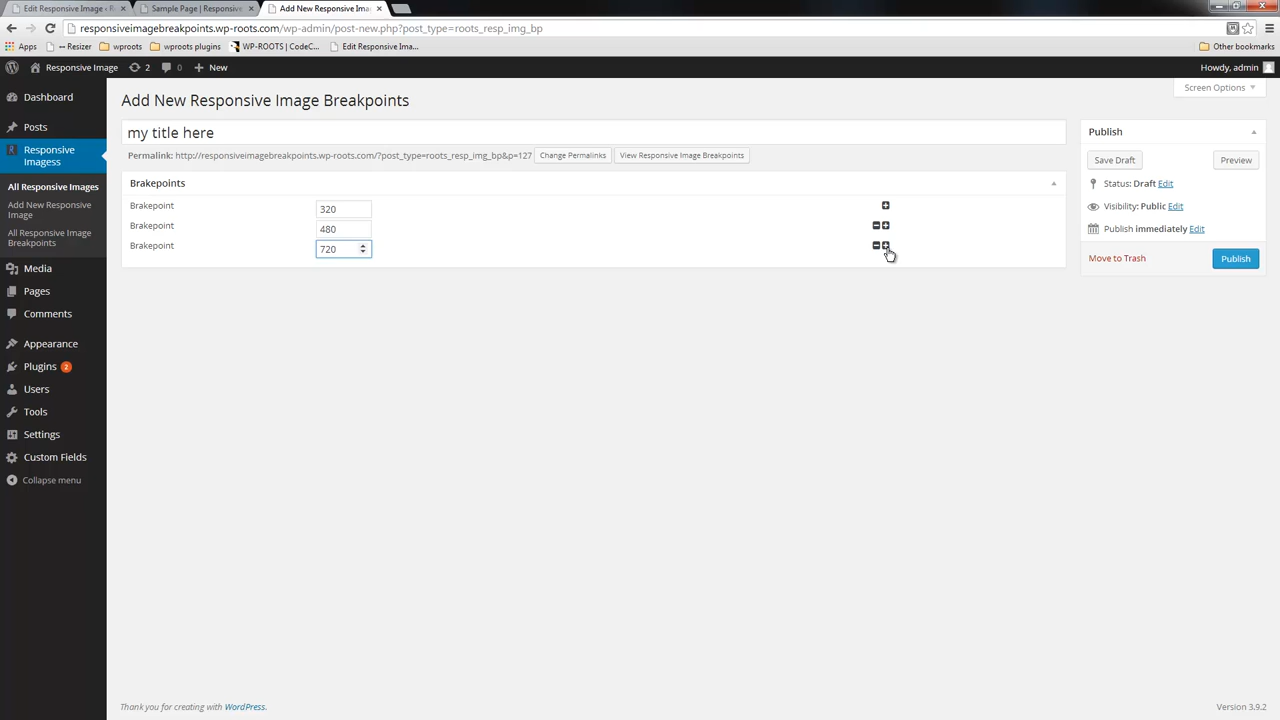 Edit Responsive Image ‹ R
Sample Page | Responsive
Add New Responsive Ima
responsiveimagebreakpoints.wp-roots.com/wp-admin/post-new.php?post_type=roots_resp_img_bp
Apps -- Resizer wproots wproots plugins WP-ROOTS | CodeC... Edit Responsive Ima... Other bookmarks
Responsive Image 2 0 New Howdy, admin
Screen Options
Dashboard
Posts
Responsive Imagess
All Responsive Images
Add New Responsive Image
All Responsive Image Breakpoints
Media
Pages
Comments
Appearance
Plugins 2
Users
Tools
Settings
Custom Fields
Collapse menu
Add New Responsive Image Breakpoints
my title here
Permalink: http://responsiveimagebreakpoints.wp-roots.com/?post_type=roots_resp_img_bp&p=127 Change Permalinks View Responsive Image Breakpoints
Brakepoints
Brakepoint 320
Brakepoint 480
Brakepoint 720
Publish
Save Draft Preview
Status: Draft Edit
Visibility: Public Edit
Publish immediately Edit
Move to Trash Publish
Thank you for creating with WordPress.
Version 3.9.2